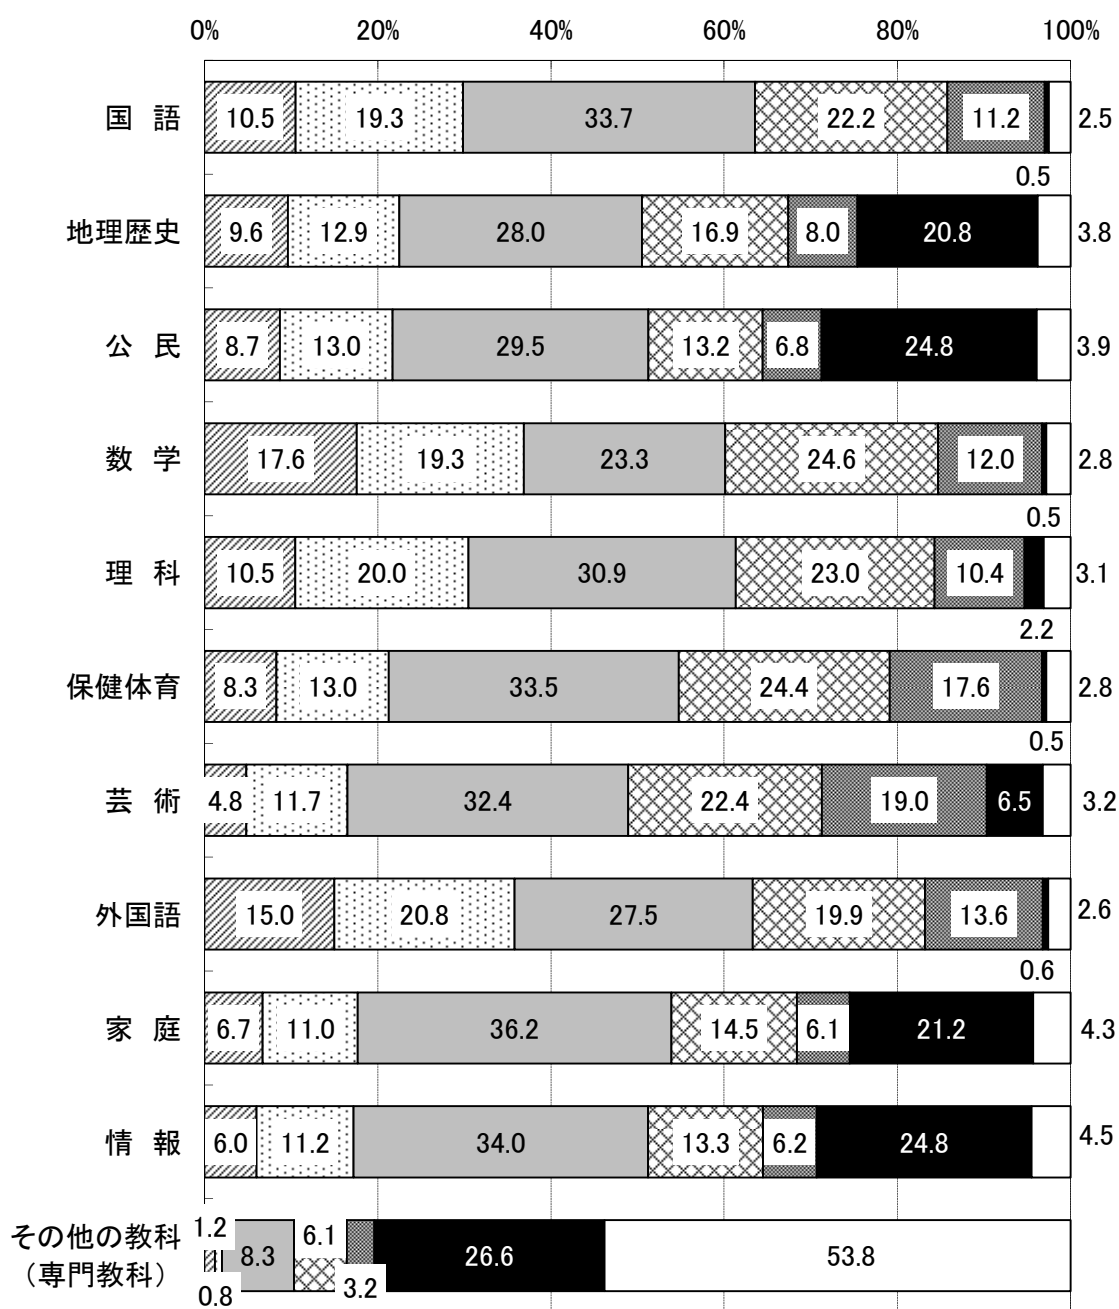 0% 20% 40% 60% 80% 100%
国 語 10.5 19.3 33.7 22.2 11.2 2.5
0.5
地理歴史 9.6 12.9 28.0 16.9 8.0 20.8 3.8
公 民 8.7 13.0 29.5 13.2 6.8 24.8 3.9
数 学 17.6 19.3 23.3 24.6 12.0 2.8
0.5
理 科 10.5 20.0 30.9 23.0 10.4 3.1
2.2
保健体育 8.3 13.0 33.5 24.4 17.6 2.8
0.5
芸 術 4.8 11.7 32.4 22.4 19.0 6.5 3.2
外国語 15.0 20.8 27.5 19.9 13.6 2.6
0.6
家 庭 6.7 11.0 36.2 14.5 6.1 21.2 4.3
情 報 6.0 11.2 34.0 13.3 6.2 24.8 4.5
その他の教科 1.2 6.1
8.3 26.6 53.8
（専門教科） 0.8 3.2